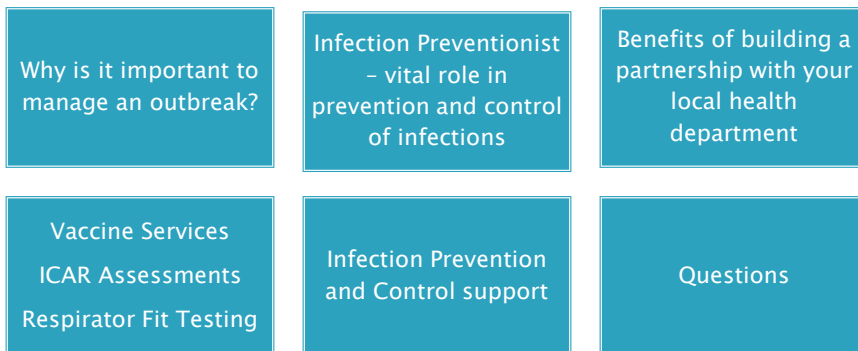 Why is it important to
manage an outbreak?
Infection Preventionist
– vital role in
prevention and control
of infections
Benefits of building a
partnership with your
local health
department
Vaccine Services
ICAR Assessments
Respirator Fit Testing
Infection Prevention
and Control support
Questions